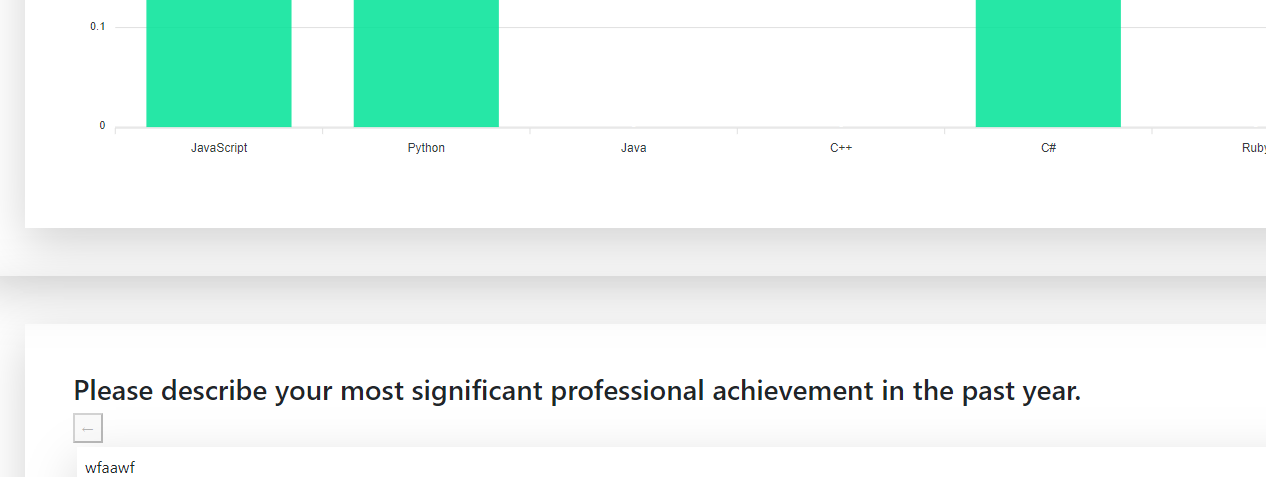 0.1
0
JavaScript Python Java C++ C# Ruby
Please describe your most significant professional achievement in the past year.
←
wfaawf